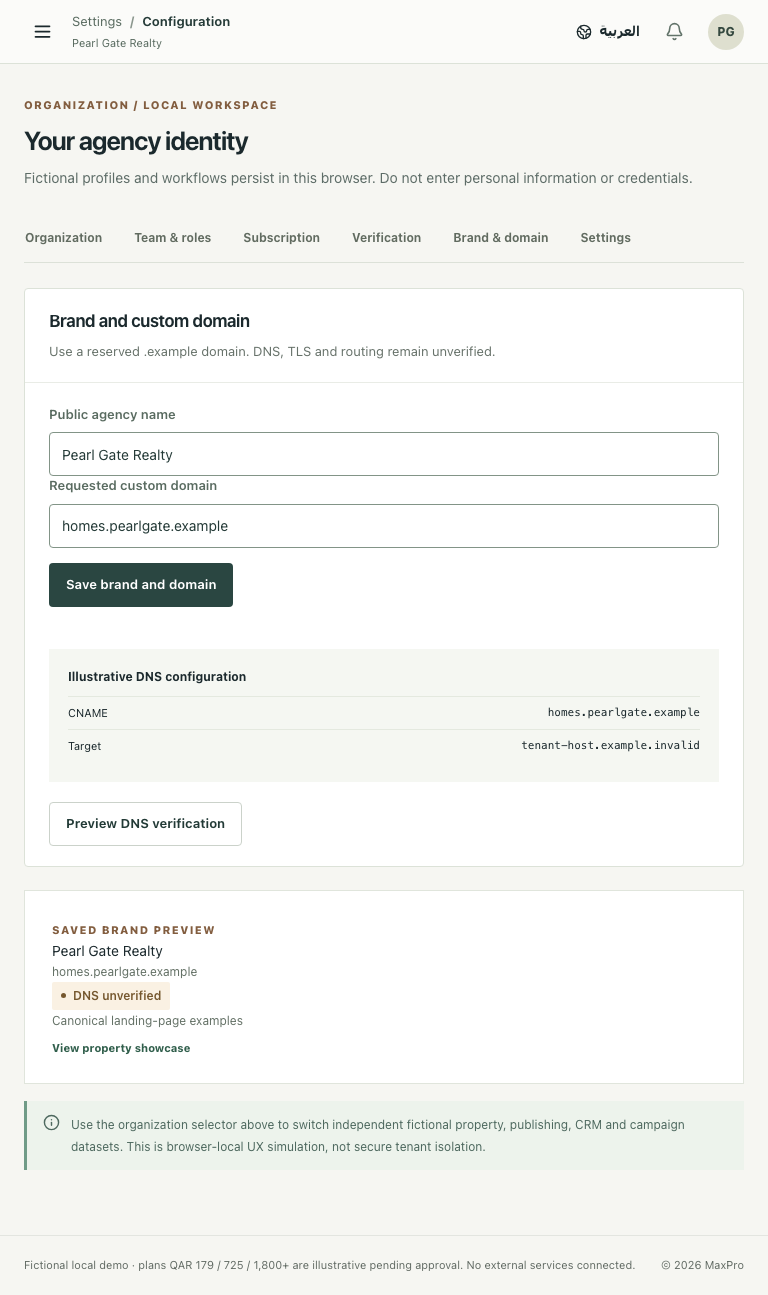 Settings / Configuration
Pearl Gate Realty
العربية
PG
ORGANIZATION / LOCAL WORKSPACE
Your agency identity
Fictional profiles and workflows persist in this browser. Do not enter personal information or credentials.
Organization Team & roles Subscription Verification Brand & domain Settings
Brand and custom domain
Use a reserved .example domain. DNS, TLS and routing remain unverified.
Public agency name
Pearl Gate Realty
Requested custom domain
homes.pearlgate.example
Save brand and domain
Illustrative DNS configuration
CNAME homes.pearlgate.example
Target tenant-host.example.invalid
Preview DNS verification
SAVED BRAND PREVIEW
Pearl Gate Realty
homes.pearlgate.example
DNS unverified
Canonical landing-page examples
View property showcase
Use the organization selector above to switch independent fictional property, publishing, CRM and campaign
datasets. This is browser-local UX simulation, not secure tenant isolation.
Fictional local demo · plans QAR 179 / 725 / 1,800+ are illustrative pending approval. No external services connected. © 2026 MaxPro